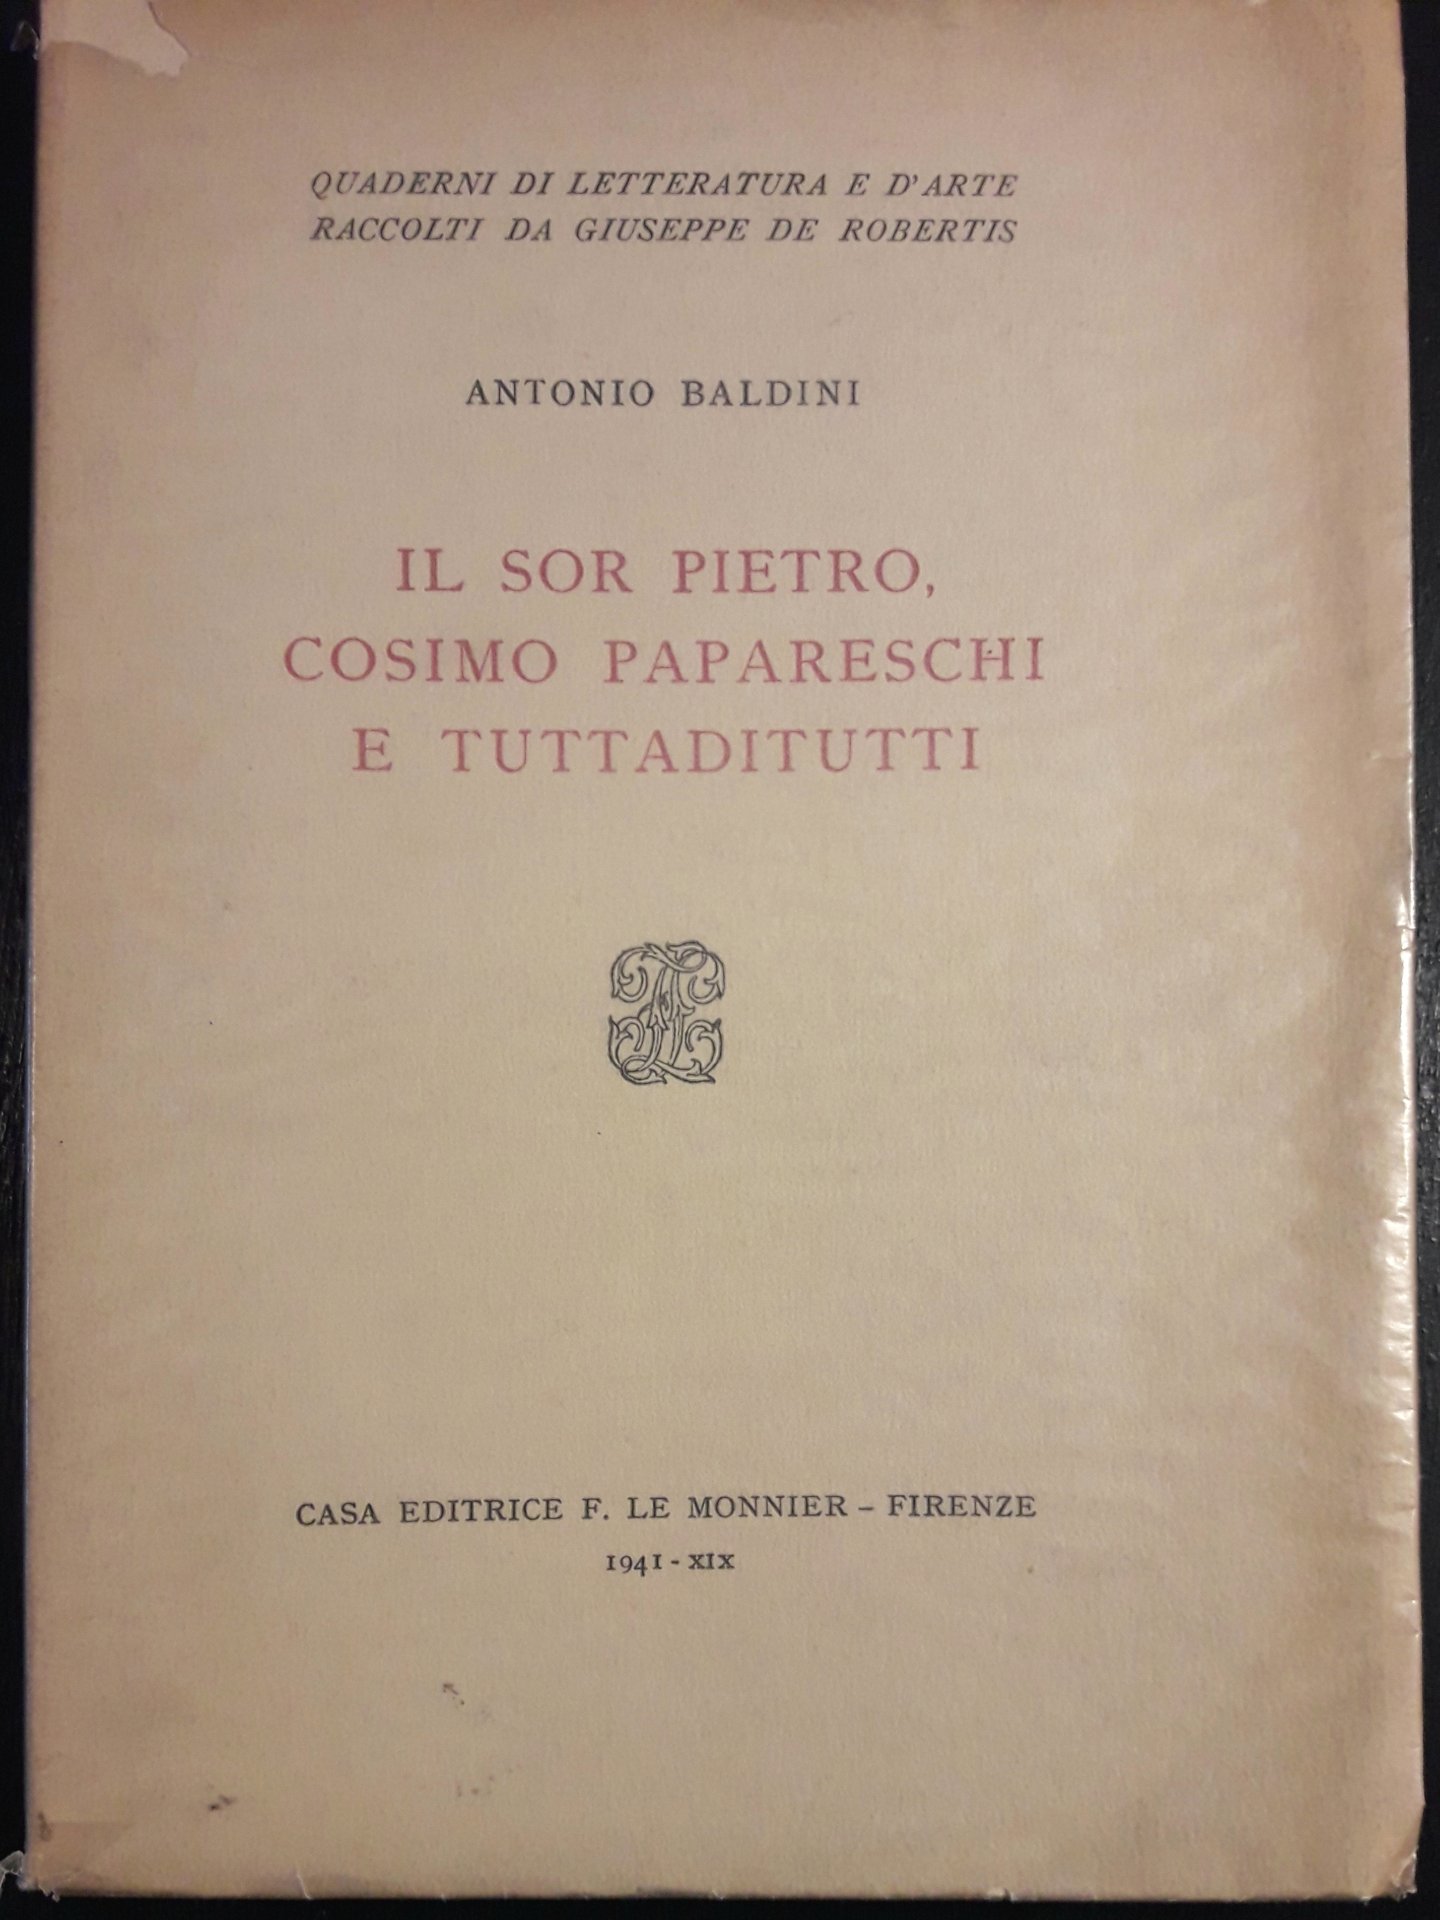 QUADERNI DI LETTERATURA E D'ARTE
RACCOLTI DA GIUSEPPE DE ROBERTIS
ANTONIO BALDINI
IL SOR PIETRO,
COSIMO PAPARESCHI
E TUTTADITUTTI
CASA EDITRICE F. LE MONNIER – FIRENZE
1941 - XIX